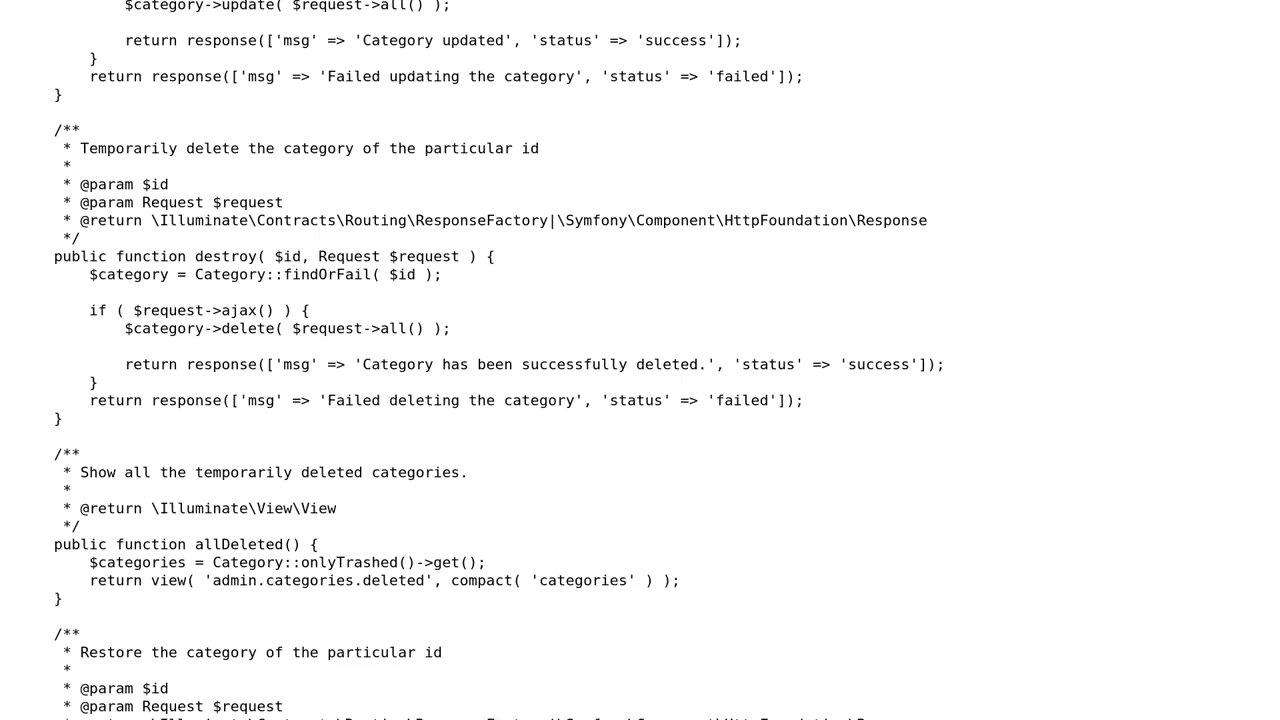 $category->update( $request->all() );

            return response(['msg' => 'Category updated', 'status' => 'success']);
        }
        return response(['msg' => 'Failed updating the category', 'status' => 'failed']);
    }

    /**
     * Temporarily delete the category of the particular id
     *
     * @param $id
     * @param Request $request
     * @return \Illuminate\Contracts\Routing\ResponseFactory|\Symfony\Component\HttpFoundation\Response
     */
    public function destroy( $id, Request $request ) {
        $category = Category::findOrFail( $id );

        if ( $request->ajax() ) {
            $category->delete( $request->all() );

            return response(['msg' => 'Category has been successfully deleted.', 'status' => 'success']);
        }
        return response(['msg' => 'Failed deleting the category', 'status' => 'failed']);
    }

    /**
     * Show all the temporarily deleted categories.
     *
     * @return \Illuminate\View\View
     */
    public function allDeleted() {
        $categories = Category::onlyTrashed()->get();
        return view( 'admin.categories.deleted', compact( 'categories' ) );
    }

    /**
     * Restore the category of the particular id
     *
     * @param $id
     * @param Request $request